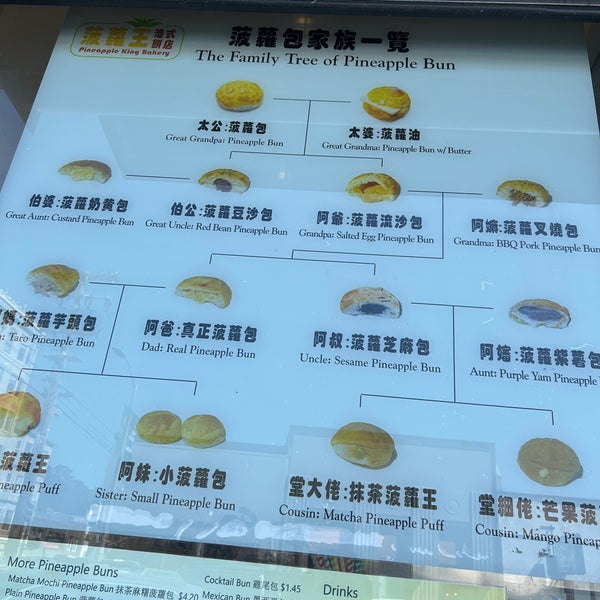 菠蘿王 港式餅店
Pineapple King Bakery
菠蘿包家族一覽
The Family Tree of Pineapple Bun
太公:菠蘿包
Great Grandpa: Pineapple Bun
太婆:菠蘿油
Great Grandma: Pineapple Bun w/ Butter
伯婆:菠蘿奶黄包
Great Aunt: Custard Pineapple Bun
伯公:菠蘿豆沙包
Great Uncle: Red Bean Pineapple Bun
阿爺:菠蘿流沙包
Grandpa: Salted Egg Pineapple Bun
阿嫲:菠蘿叉燒包
Grandma: BBQ Pork Pineapple Bun
:菠蘿芋頭包
: Taro Pineapple Bun
阿爸:真正菠蘿包
Dad: Real Pineapple Bun
阿叔:菠蘿芝麻包
Uncle: Sesame Pineapple Bun
阿嬸:菠蘿紫薯包
Aunt: Purple Yam Pineapple
菠蘿王
Pineapple Puff
阿妹:小菠蘿包
Sister: Small Pineapple Bun
堂大佬:抹茶菠蘿王
Cousin: Matcha Pineapple Puff
堂細佬:芒果菠
Cousin: Mango Pineapple
More Pineapple Buns
Matcha Mochi Pineapple Bun 抹茶麻糬菠蘿包 $4.20
Plain Pineapple Bun
Cocktail Bun 雞尾包 $1.45
Mexican Bun
Drinks